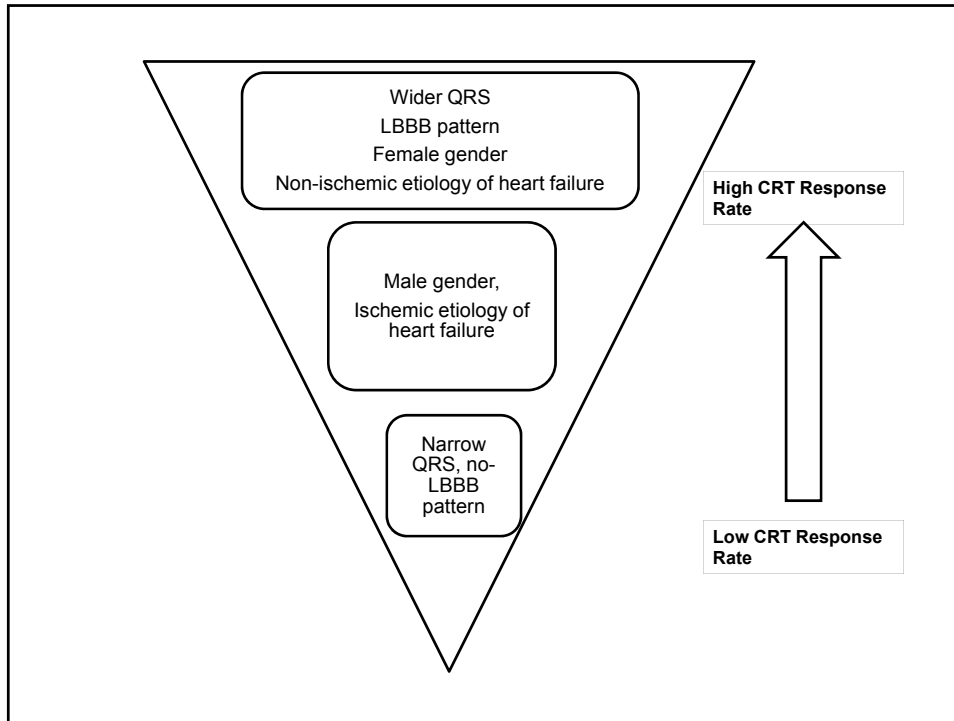 Wider QRS
LBBB pattern
Female gender
Non-ischemic etiology of heart failure
High CRT Response
Rate
Male gender,
Ischemic etiology of
heart failure
Narrow
QRS, no-
LBBB
pattern
Low CRT Response
Rate